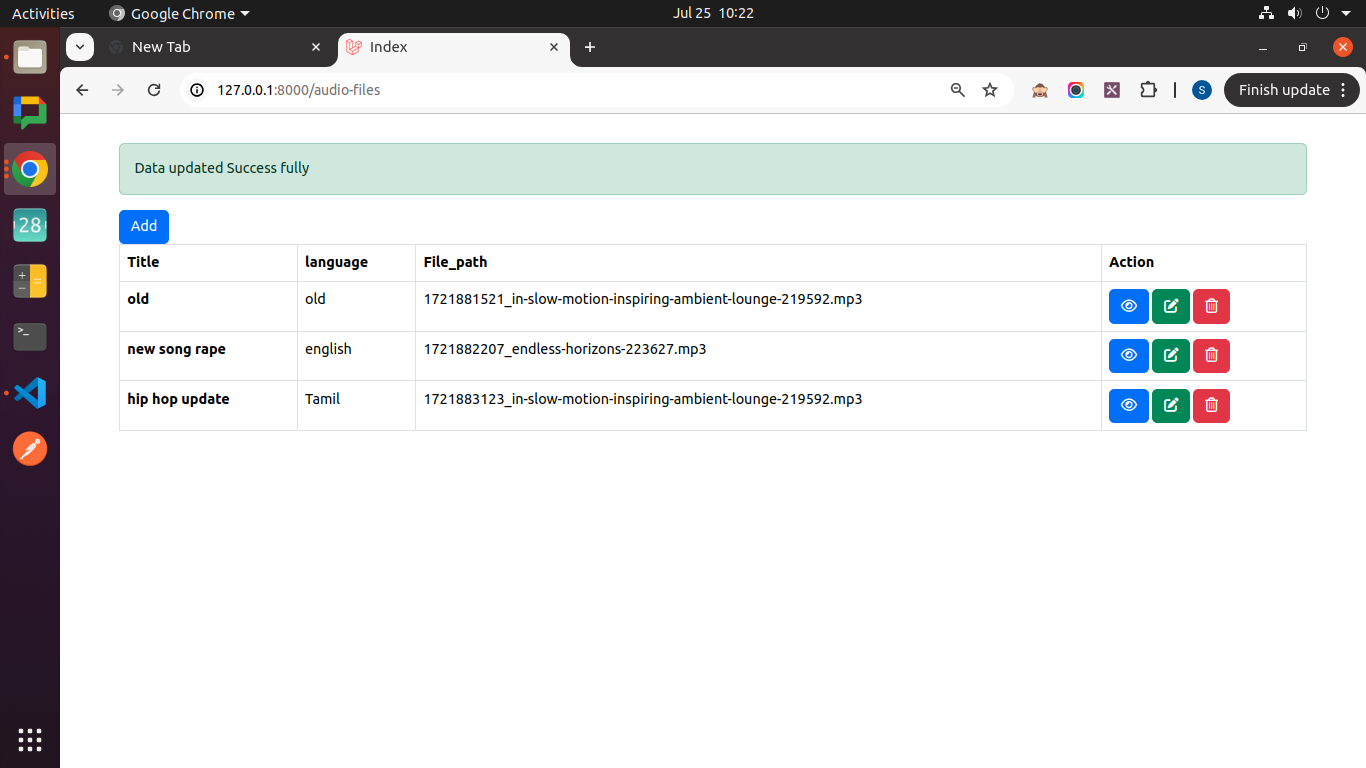 Activities Google Chrome Jul 25 10:22
New Tab Index
127.0.0.1:8000/audio-files S Finish update
Data updated Success fully
28
Add
Title language File_path Action
old old 1721881521_in-slow-motion-inspiring-ambient-lounge-219592.mp3
new song rape english 1721882207_endless-horizons-223627.mp3
hip hop update Tamil 1721883123_in-slow-motion-inspiring-ambient-lounge-219592.mp3